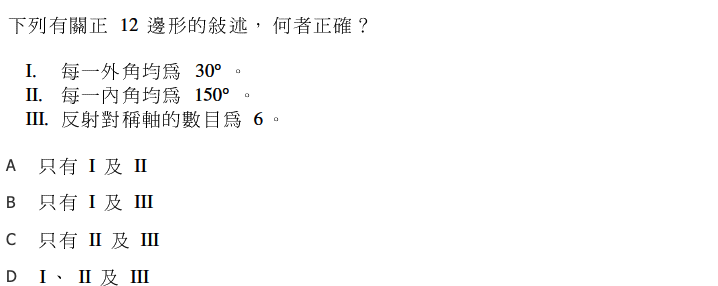 下列有關正 12 邊形的敍述，何者正確？
I. 每一外角均爲 30° 。
II. 每一內角均爲 150° 。
III. 反射對稱軸的數目爲 6 。
A 只有 I 及 II
B 只有 I 及 III
C 只有 II 及 III
D I、 II 及 III